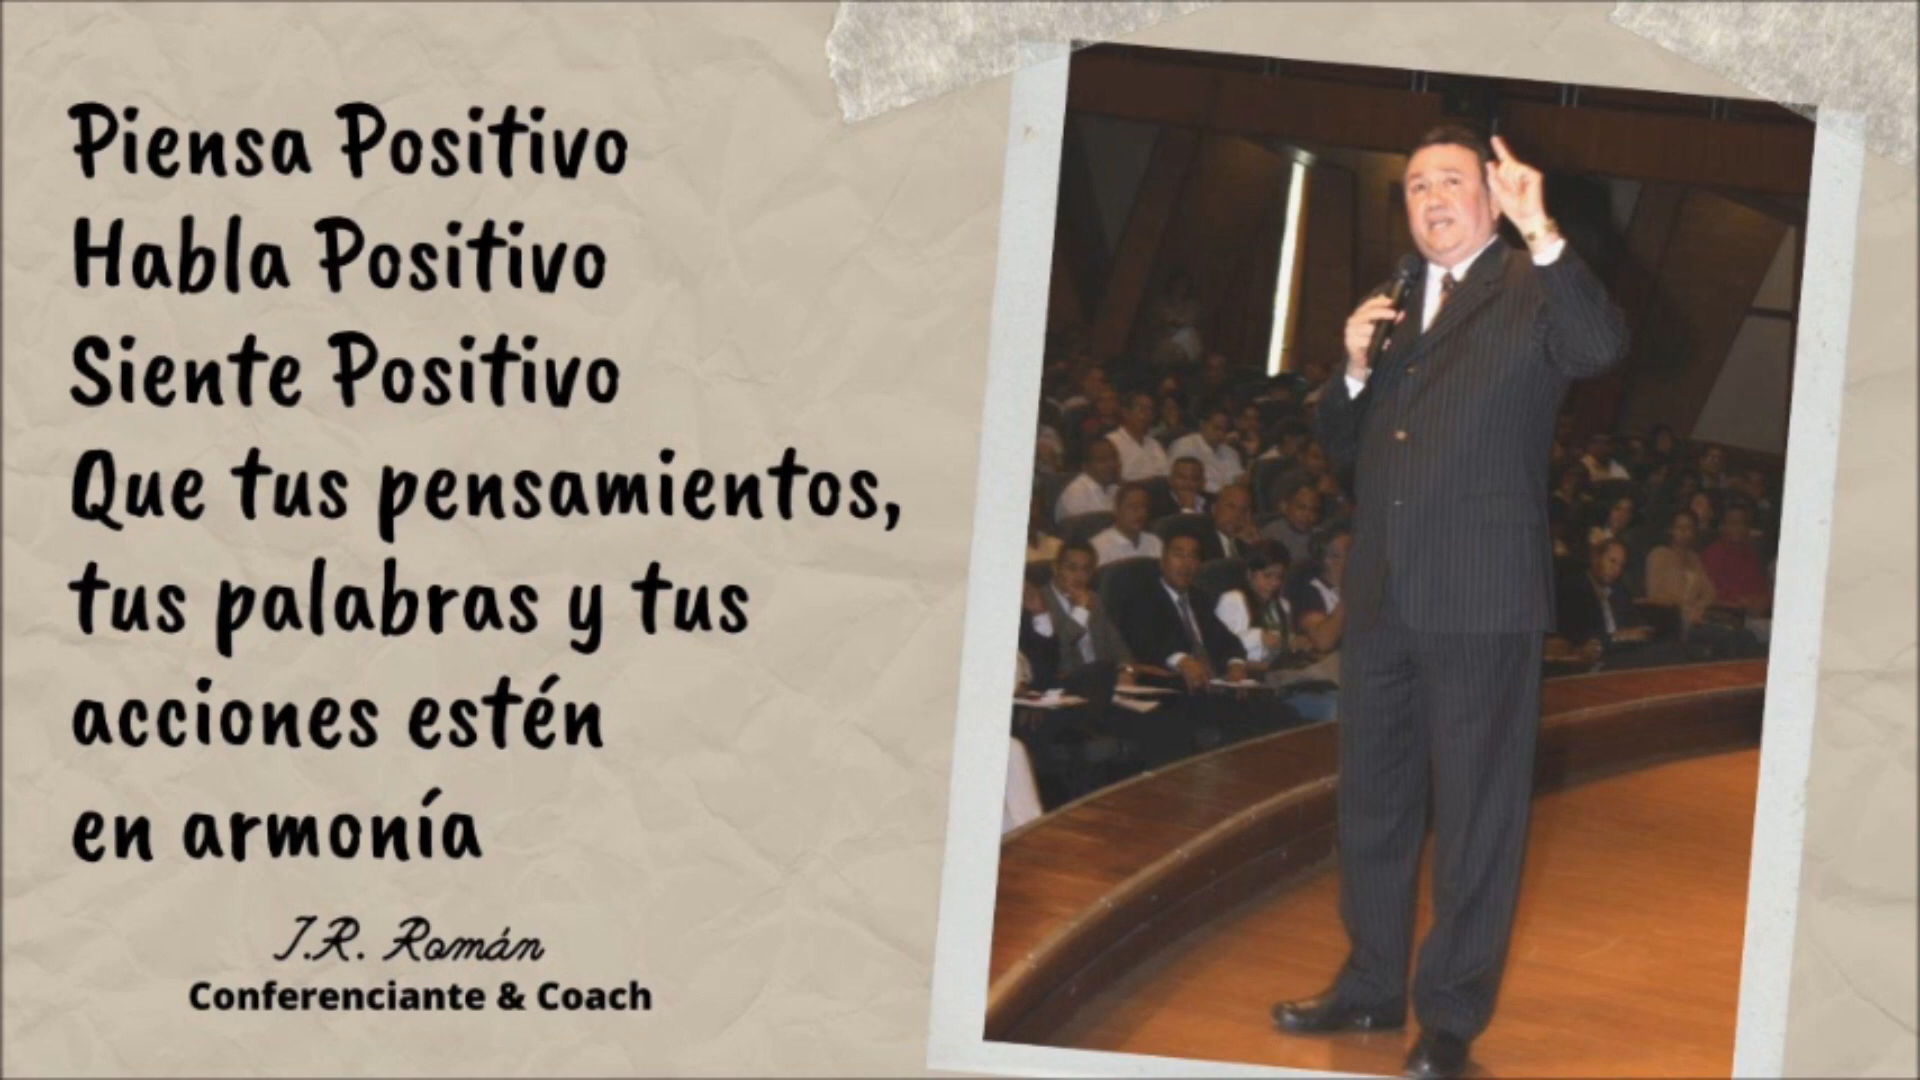 Piensa Positivo
Habla Positivo
Siente Positivo
Que tus pensamientos,
tus palabras y tus
acciones estén
en armonía
J.R. Román
Conferenciante & Coach